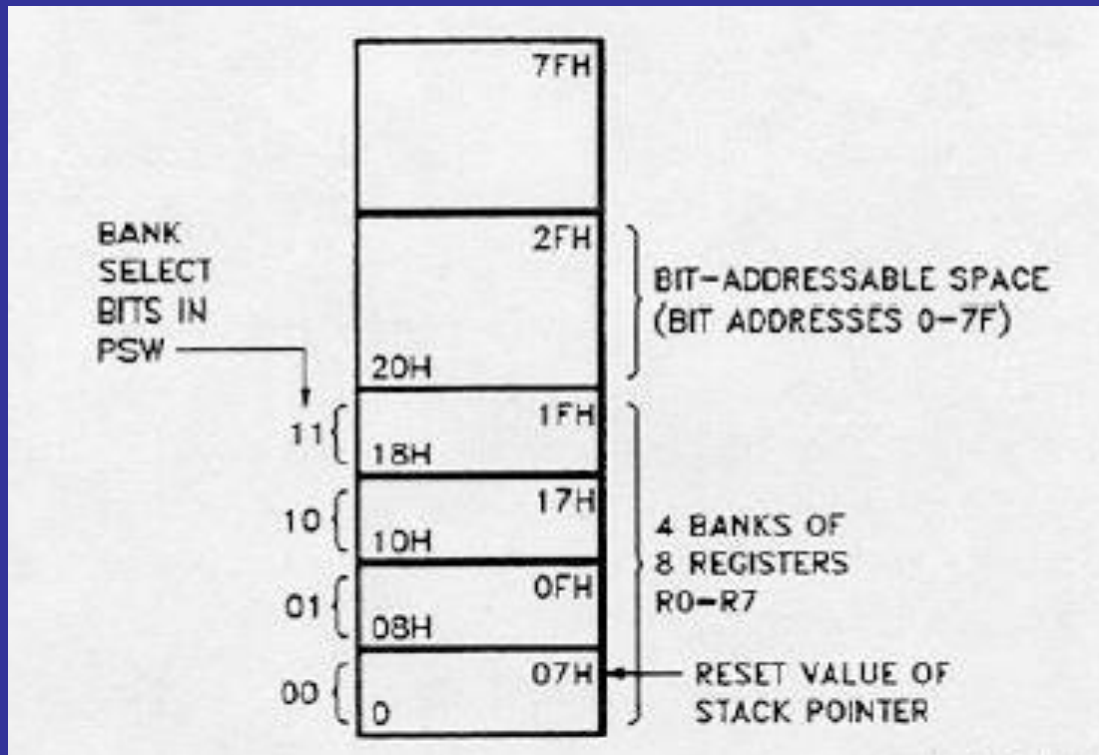 7FH
2FH
BANK
SELECT
BITS IN
PSW
BIT-ADDRESSABLE SPACE
(BIT ADDRESSES 0-7F)
20H
1FH
11
18H
17H
10
10H
4 BANKS OF
8 REGISTERS
R0-R7
0FH
01
08H
07H
RESET VALUE OF
STACK POINTER
00
0